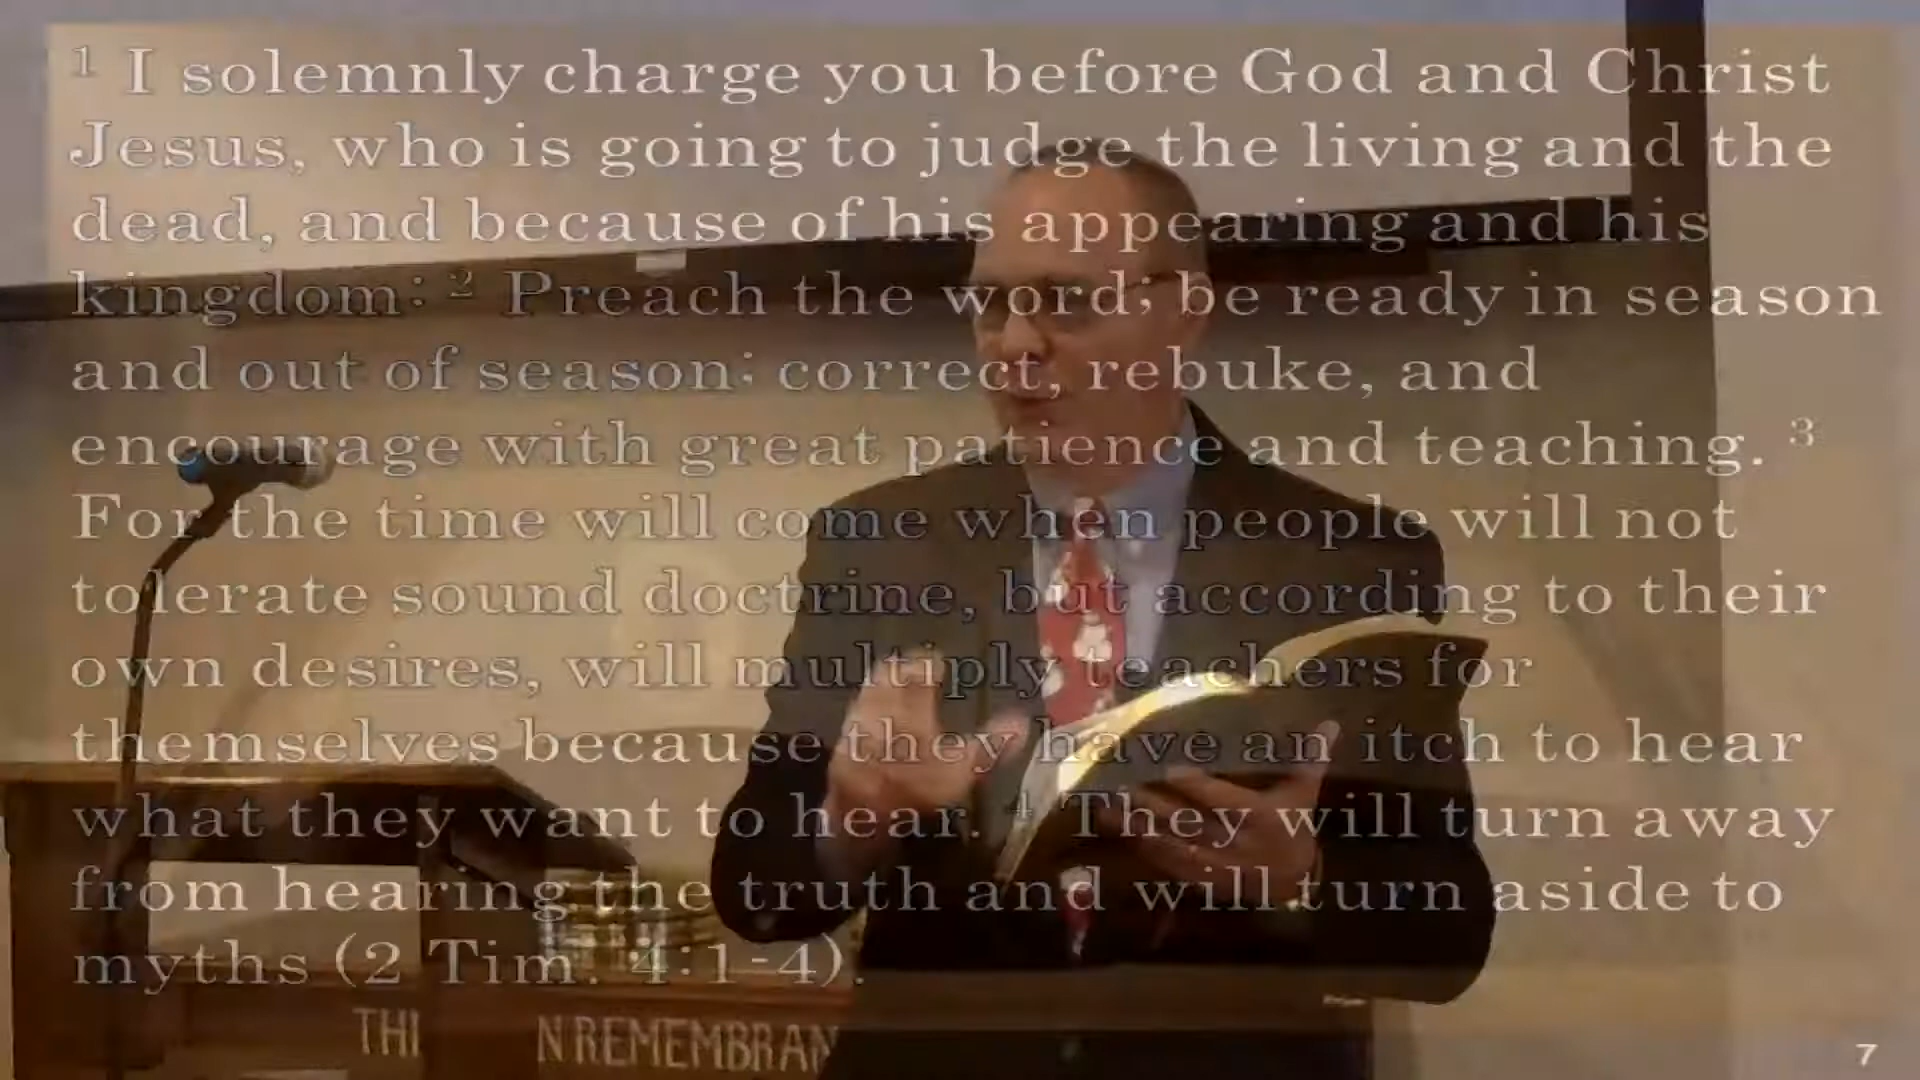 1 I solemnly charge you before God and Christ
Jesus, who is going to judge the living and the
dead, and because of his appearing and his
kingdom: 2 Preach the word; be ready in season
and out of season; correct, rebuke, and
encourage with great patience and teaching. 3
For the time will come when people will not
tolerate sound doctrine, but according to their
own desires, will multiply teachers for
themselves because they have an itch to hear
what they want to hear. 4 They will turn away
from hearing the truth and will turn aside to
myths (2 Tim. 4:1-4).
THI N REMEMBRAN
7